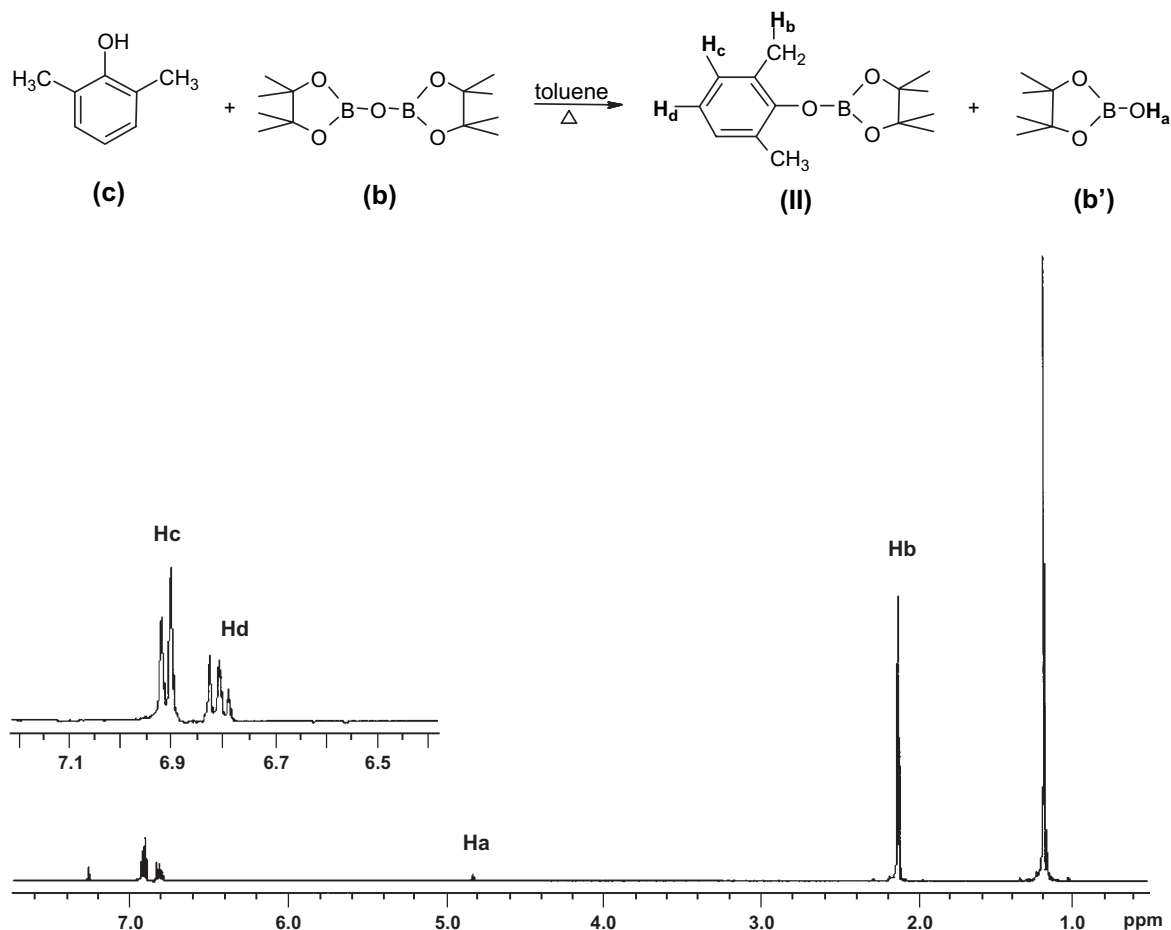 OH
H₃C
CH₃
(c)
+
O
B
O
O
B
O
O
(b)
toluene
△
Hb
Hc
CH₂
Hd
O
B
O
O
CH₃
(II)
+
O
B
OHa
O
(b’)
Hc
Hd
7.1 6.9 6.7 6.5
Ha
Hb
7.0 6.0 5.0 4.0 3.0 2.0 1.0 ppm